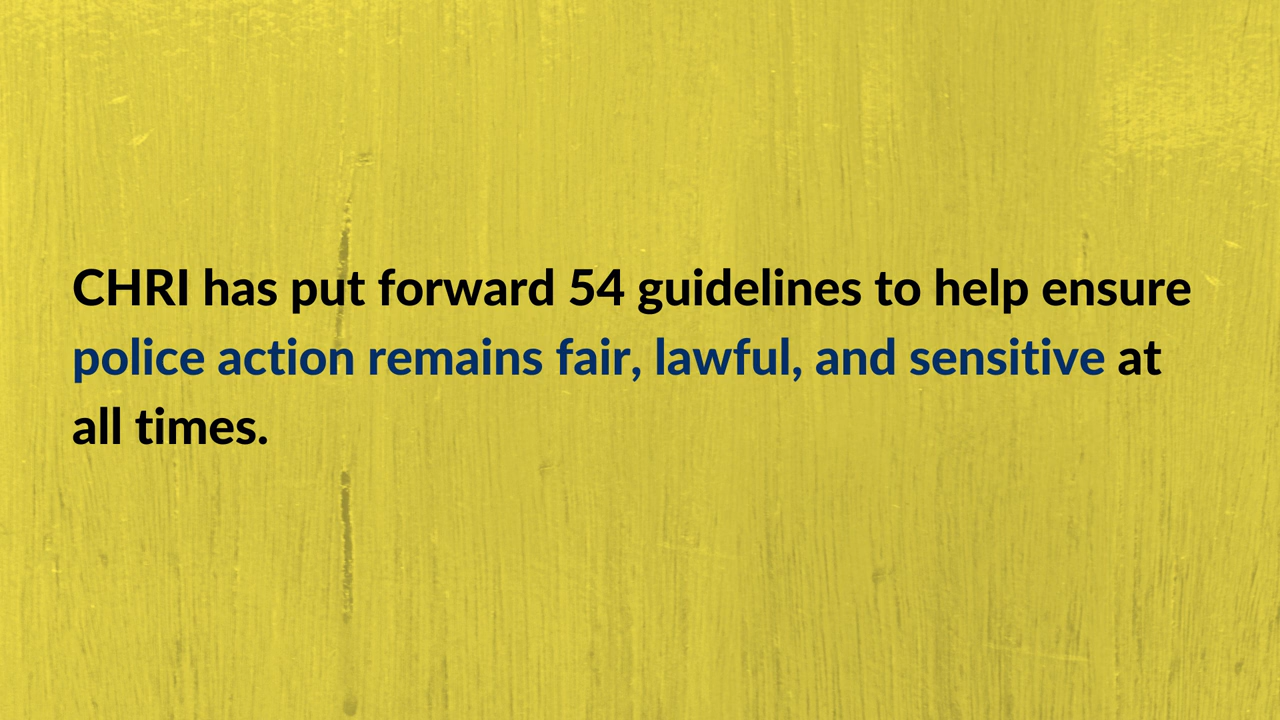 CHRI has put forward 54 guidelines to help ensure
police action remains fair, lawful, and sensitive at
all times.